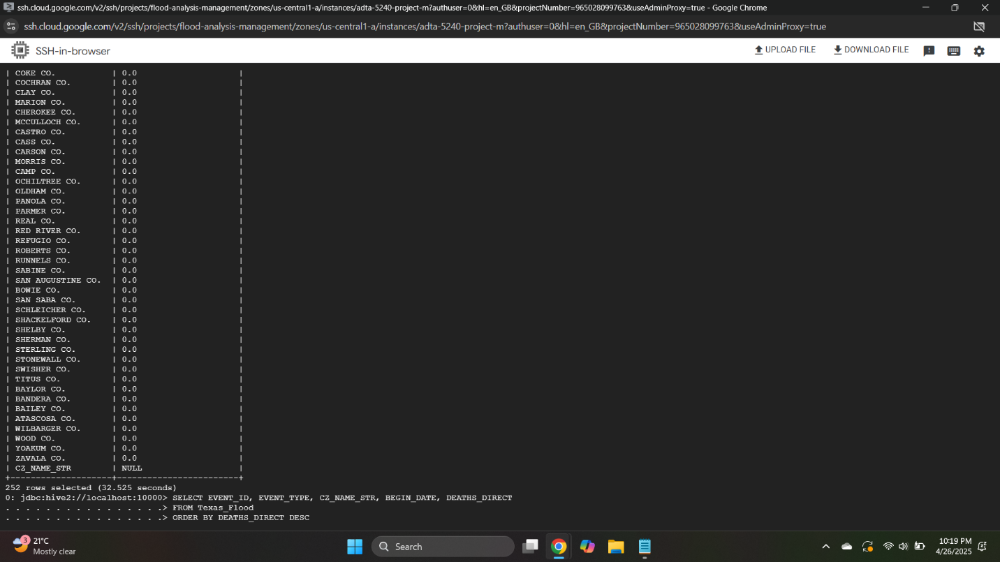 ssh.cloud.google.com/v2/ssh/projects/flood-analysis-management/zones/us-central1-a/instances/adta-5240-project-m?authuser=0&hl=en_GB&projectNumber=965028099763&useAdminProxy=true - Google Chrome
ssh.cloud.google.com/v2/ssh/projects/flood-analysis-management/zones/us-central1-a/instances/adta-5240-project-m?authuser=0&hl=en_GB&projectNumber=965028099763&useAdminProxy=true
SSH-in-browser UPLOAD FILE DOWNLOAD FILE
| COKE CO. | 0.0 |
| COCHRAN CO. | 0.0 |
| CLAY CO. | 0.0 |
| MARION CO. | 0.0 |
| CHEROKEE CO. | 0.0 |
| MCCULLOCH CO. | 0.0 |
| CASTRO CO. | 0.0 |
| CASS CO. | 0.0 |
| CARSON CO. | 0.0 |
| MORRIS CO. | 0.0 |
| CAMP CO. | 0.0 |
| OCHILTREE CO. | 0.0 |
| OLDHAM CO. | 0.0 |
| PANOLA CO. | 0.0 |
| PARMER CO. | 0.0 |
| REAL CO. | 0.0 |
| RED RIVER CO. | 0.0 |
| REFUGIO CO. | 0.0 |
| ROBERTS CO. | 0.0 |
| RUNNELS CO. | 0.0 |
| SABINE CO. | 0.0 |
| SAN AUGUSTINE CO. | 0.0 |
| BOWIE CO. | 0.0 |
| SAN SABA CO. | 0.0 |
| SCHLEICHER CO. | 0.0 |
| SHACKELFORD CO. | 0.0 |
| SHELBY CO. | 0.0 |
| SHERMAN CO. | 0.0 |
| STERLING CO. | 0.0 |
| STONEWALL CO. | 0.0 |
| SWISHER CO. | 0.0 |
| TITUS CO. | 0.0 |
| BAYLOR CO. | 0.0 |
| BANDERA CO. | 0.0 |
| BAILEY CO. | 0.0 |
| ATASCOSA CO. | 0.0 |
| WILBARGER CO. | 0.0 |
| WOOD CO. | 0.0 |
| YOAKUM CO. | 0.0 |
| ZAVALA CO. | 0.0 |
| CZ_NAME_STR | NULL |
+--------------------+------------------------+
252 rows selected (32.525 seconds)
0: jdbc:hive2://localhost:10000> SELECT EVENT_ID, EVENT_TYPE, CZ_NAME_STR, BEGIN_DATE, DEATHS_DIRECT
. . . . . . . . . . . . . . . .> FROM Texas_Flood
. . . . . . . . . . . . . . . .> ORDER BY DEATHS_DIRECT DESC
3
21°C
Mostly clear
Search
10:19 PM
4/26/2025